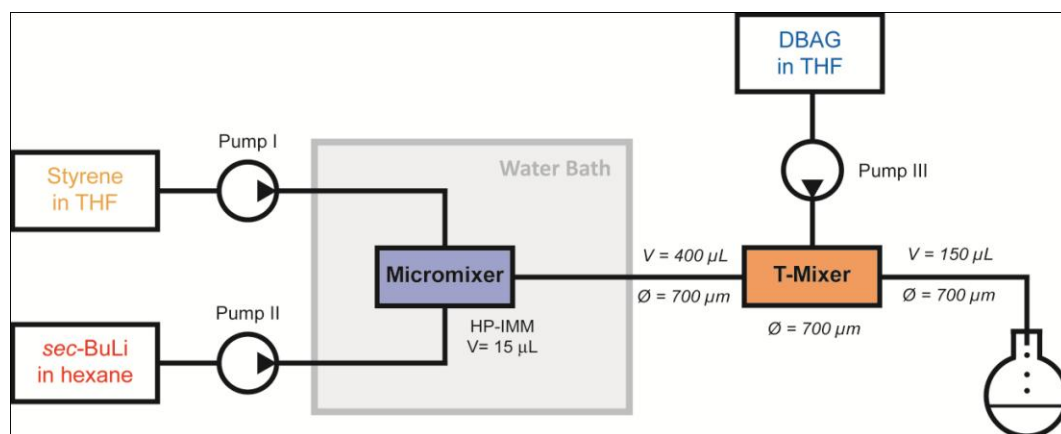 DBAG
in THF
Pump I
Water Bath
Pump III
Styrene
in THF
Micromixer
V = 400 µL
T-Mixer
V = 150 µL
Ø = 700 µm
Ø = 700 µm
Pump II
HP-IMM
V= 15 µL
Ø = 700 µm
sec-BuLi
in hexane